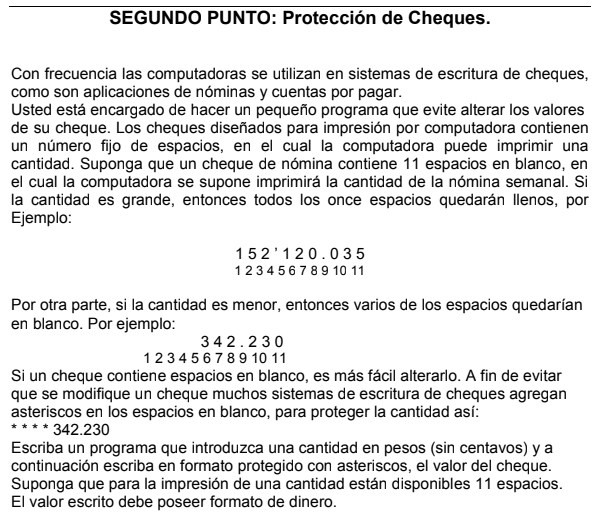 SEGUNDO PUNTO: Protección de Cheques.
Con frecuencia las computadoras se utilizan en sistemas de escritura de cheques,
como son aplicaciones de nóminas y cuentas por pagar.
Usted está encargado de hacer un pequeño programa que evite alterar los valores
de su cheque. Los cheques diseñados para impresión por computadora contienen
un número fijo de espacios, en el cual la computadora puede imprimir una
cantidad. Suponga que un cheque de nómina contiene 11 espacios en blanco, en
el cual la computadora se supone imprimirá la cantidad de la nómina semanal. Si
la cantidad es grande, entonces todos los once espacios quedarán llenos, por
Ejemplo:
1 5 2 ’ 1 2 0 . 0 3 5
1 2 3 4 5 6 7 8 9 10 11
Por otra parte, si la cantidad es menor, entonces varios de los espacios quedarían
en blanco. Por ejemplo:
3 4 2 . 2 3 0
1 2 3 4 5 6 7 8 9 10 11
Si un cheque contiene espacios en blanco, es más fácil alterarlo. A fin de evitar
que se modifique un cheque muchos sistemas de escritura de cheques agregan
asteriscos en los espacios en blanco, para proteger la cantidad así:
* * * * 342.230
Escriba un programa que introduzca una cantidad en pesos (sin centavos) y a
continuación escriba en formato protegido con asteriscos, el valor del cheque.
Suponga que para la impresión de una cantidad están disponibles 11 espacios.
El valor escrito debe poseer formato de dinero.